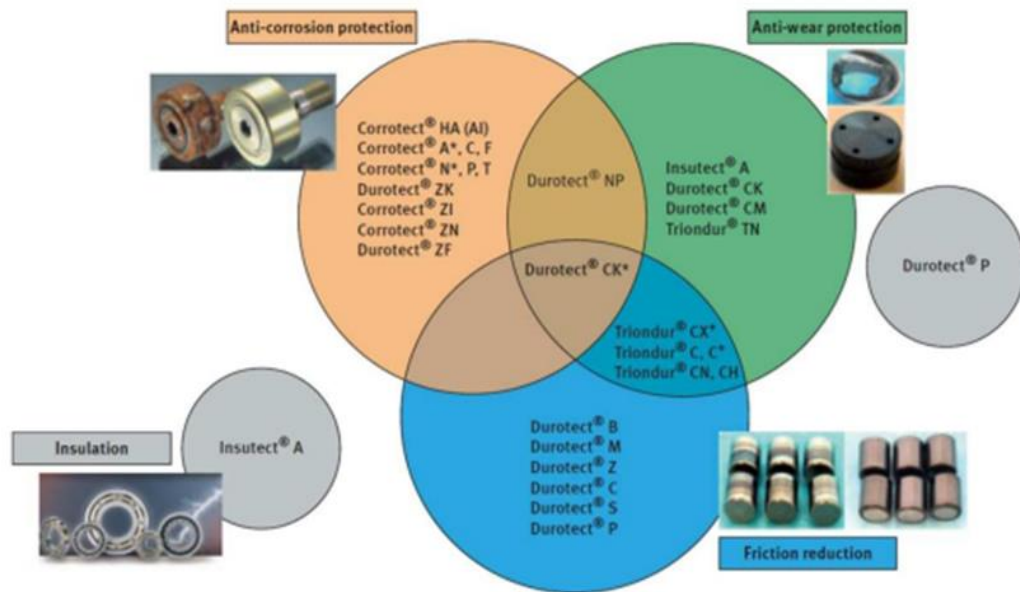 Anti-corrosion protection
Anti-wear protection
Corrotect® HA (Al)
Corrotect® A*, C, F
Corrotect® N*, P, T
Durotect® ZK
Corrotect® ZI
Corrotect® ZN
Durotect® ZF
Durotect® NP
Insutect® A
Durotect® CK
Durotect® CM
Triondur® TN
Durotect® P
Durotect® CK+
Triondur® CX+
Triondur® C, C+
Triondur® CN, CH
Insulation
Insutect® A
Durotect® B
Durotect® M
Durotect® Z
Durotect® C
Durotect® S
Durotect® P
Friction reduction